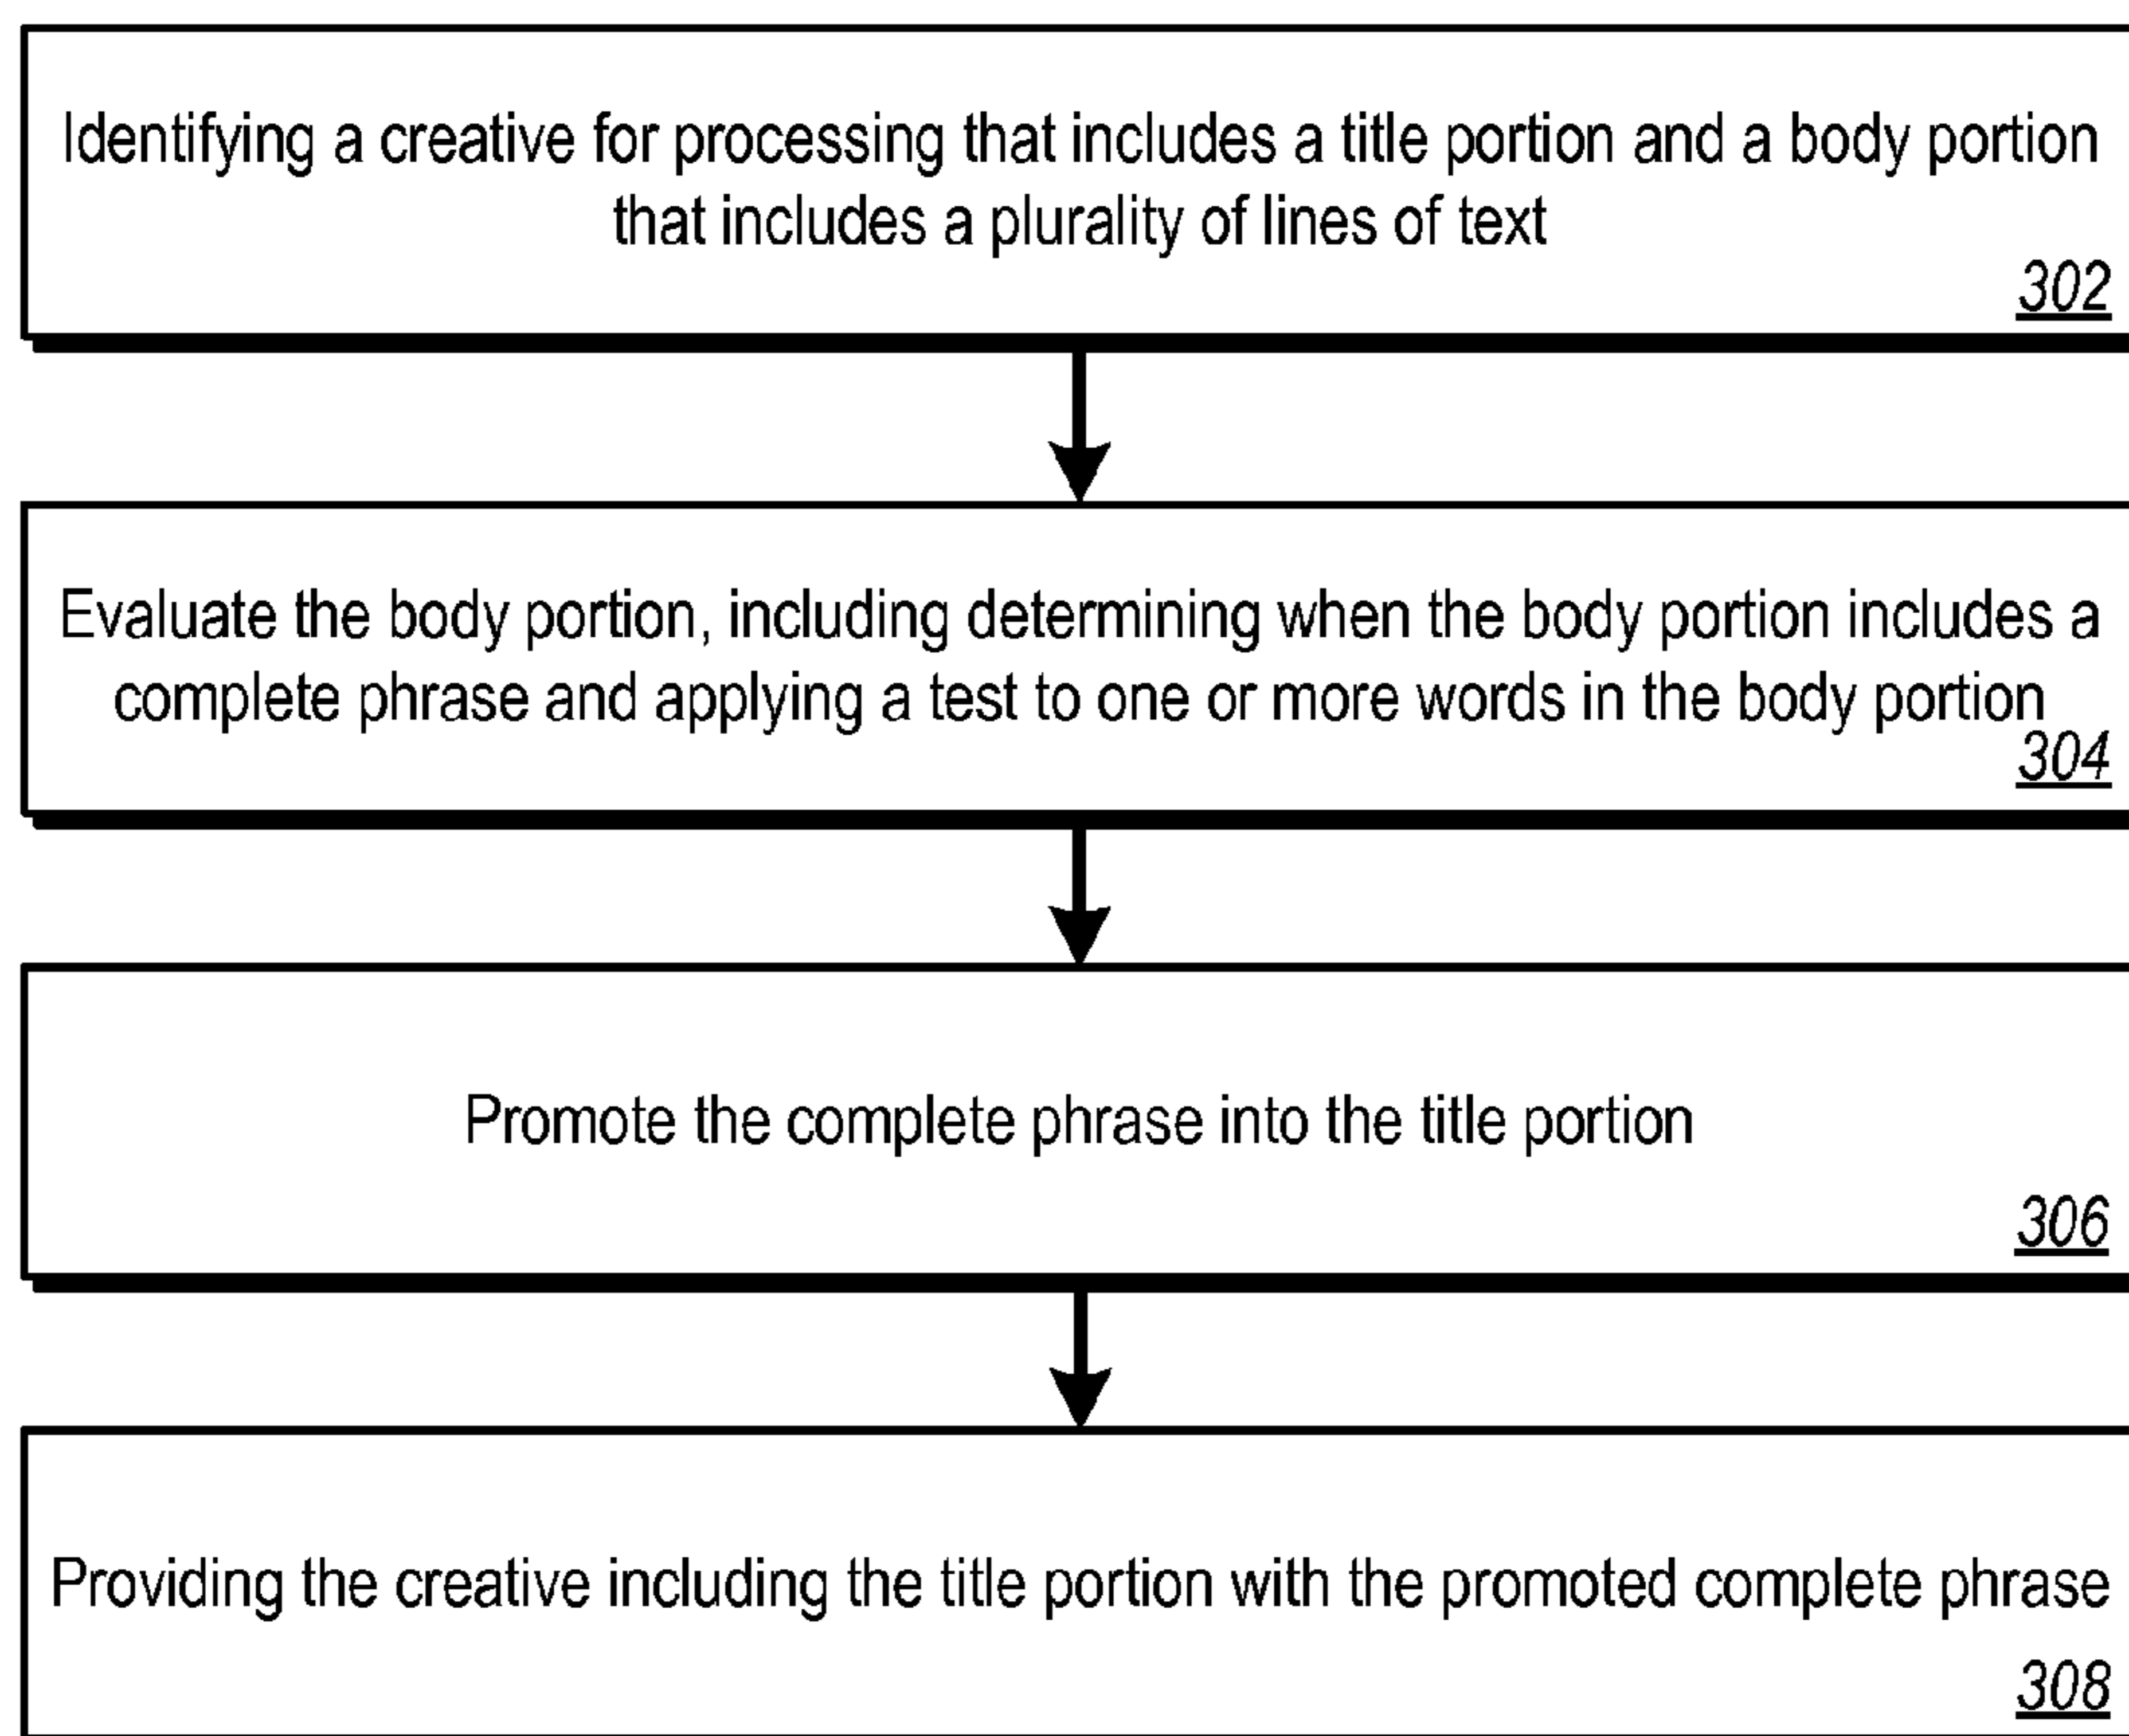 Identifying a creative for processing that includes a title portion and a body portion
that includes a plurality of lines of text
302
Evaluate the body portion, including determining when the body portion includes a
complete phrase and applying a test to one or more words in the body portion
304
Promote the complete phrase into the title portion
306
Providing the creative including the title portion with the promoted complete phrase
308